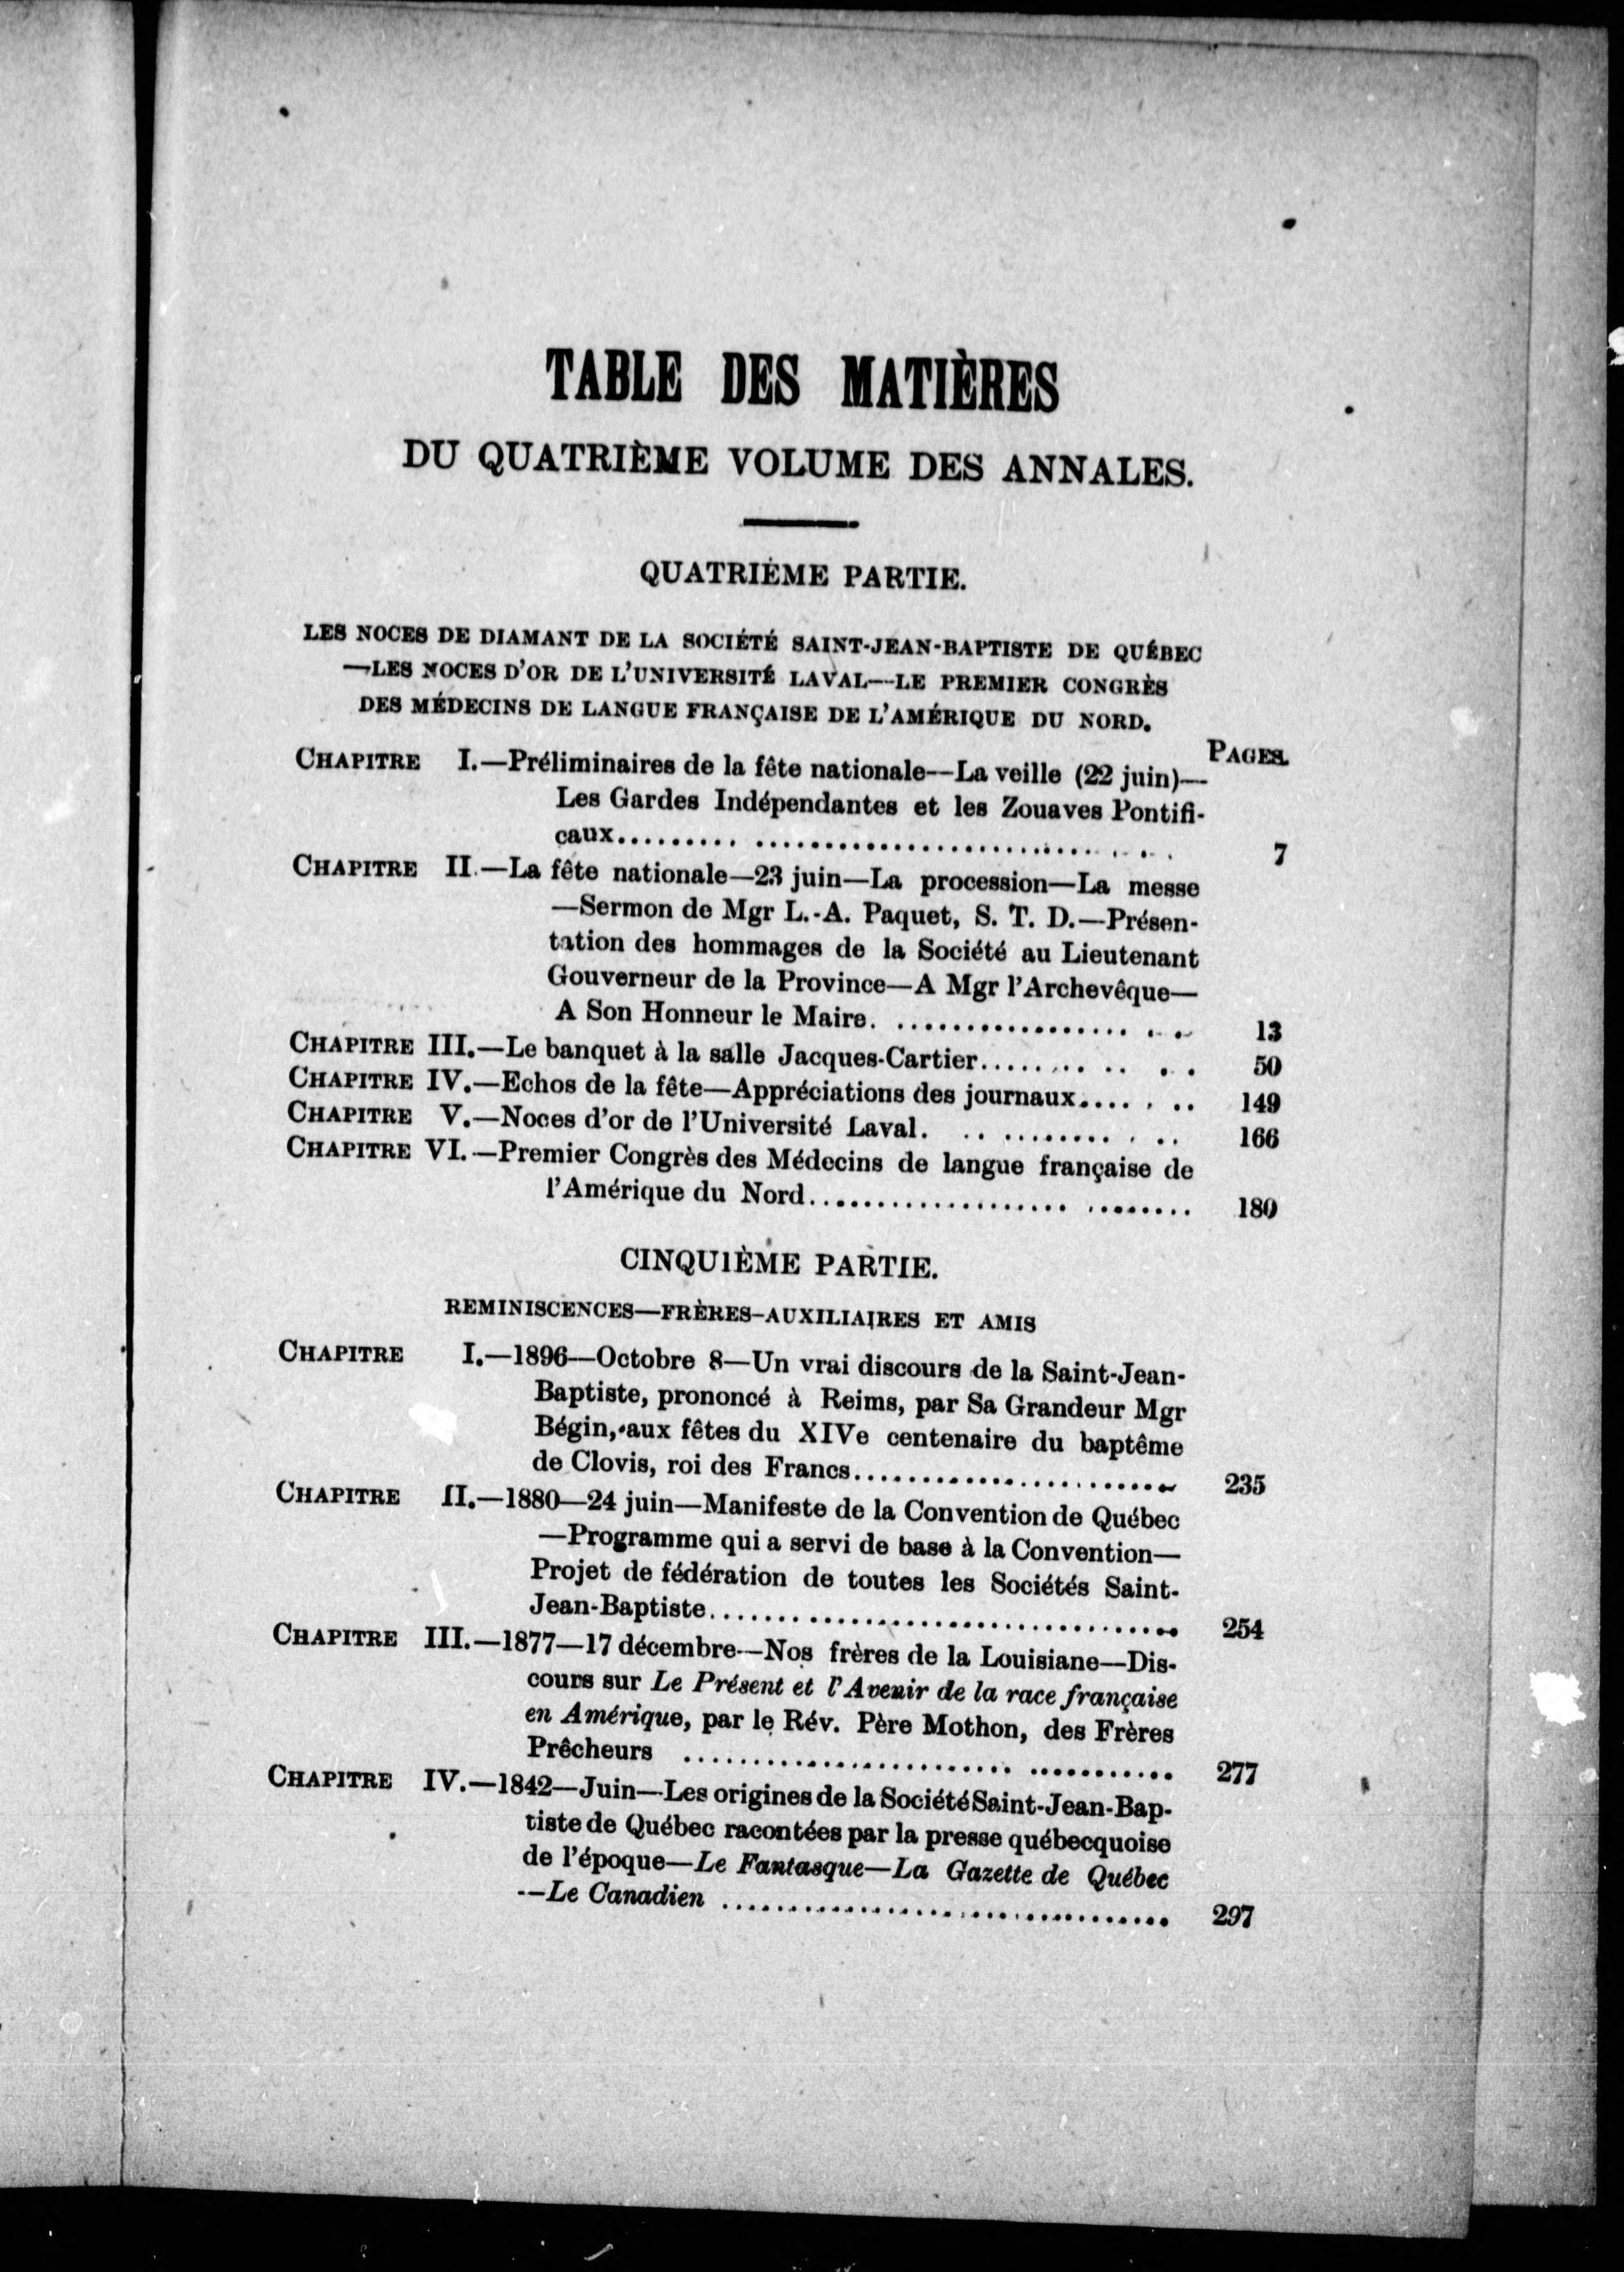 TABLE DES MATIÈRES
DU QUATRIÈME VOLUME DES ANNALES.
QUATRIÈME PARTIE.
LES NOCES DE DIAMANT DE LA SOCIÉTÉ SAINT-JEAN-BAPTISTE DE QUÉBEC
—LES NOCES D'OR DE L'UNIVERSITÉ LAVAL—LE PREMIER CONGRÈS
DES MÉDECINS DE LANGUE FRANÇAISE DE L'AMÉRIQUE DU NORD.
PAGES.
CHAPITRE I.—Préliminaires de la fête nationale—La veille (22 juin)—
Les Gardes Indépendantes et les Zouaves Pontifi-
caux.................................... 7
CHAPITRE II.—La fête nationale—23 juin—La procession—La messe
—Sermon de Mgr L.-A. Paquet, S. T. D.—Présen-
tation des hommages de la Société au Lieutenant
Gouverneur de la Province—A Mgr l'Archevêque—
A Son Honneur le Maire...................... 13
CHAPITRE III.—Le banquet à la salle Jacques-Cartier............ 50
CHAPITRE IV.—Echos de la fête—Appréciations des journaux....... 149
CHAPITRE V.—Noces d'or de l'Université Laval............... 166
CHAPITRE VI.—Premier Congrès des Médecins de langue française de
l'Amérique du Nord............................ 180
CINQUIÈME PARTIE.
REMINISCENCES—FRÈRES-AUXILIAIRES ET AMIS
CHAPITRE I.—1896—Octobre 8—Un vrai discours de la Saint-Jean-
Baptiste, prononcé à Reims, par Sa Grandeur Mgr
Bégin, aux fêtes du XIVe centenaire du baptême
de Clovis, roi des Francs........................ 235
CHAPITRE II.—1880—24 juin—Manifeste de la Convention de Québec
—Programme qui a servi de base à la Convention—
Projet de fédération de toutes les Sociétés Saint-
Jean-Baptiste................................... 254
CHAPITRE III.—1877—17 décembre—Nos frères de la Louisiane—Dis-
cours sur Le Présent et l'Avenir de la race française
en Amérique, par le Rév. Père Mothon, des Frères
Prêcheurs .................................... 277
CHAPITRE IV.—1842—Juin—Les origines de la Société Saint-Jean-Bap-
tiste de Québec racontées par la presse québecquoise
de l'époque—Le Fantasque—La Gazette de Québec
—Le Canadien ................................. 297